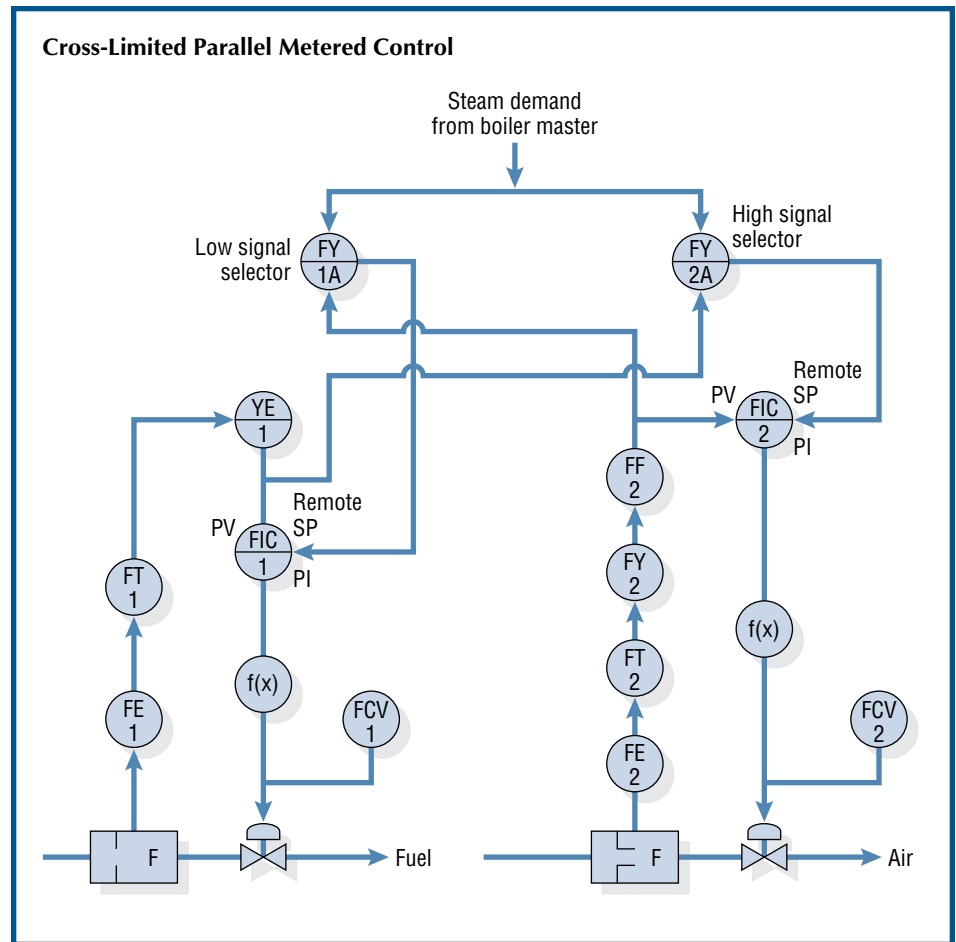 Cross-Limited Parallel Metered Control
Steam demand
from boiler master
Low signal
selector
FY
1A
High signal
selector
FY
2A
YE
1
PV
Remote
SP
FIC
2
PI
FF
2
PV
Remote
SP
FIC
1
PI
FT
1
FY
2
f(x)
FT
2
f(x)
FE
1
FCV
1
FE
2
FCV
2
F
Fuel
F
Air